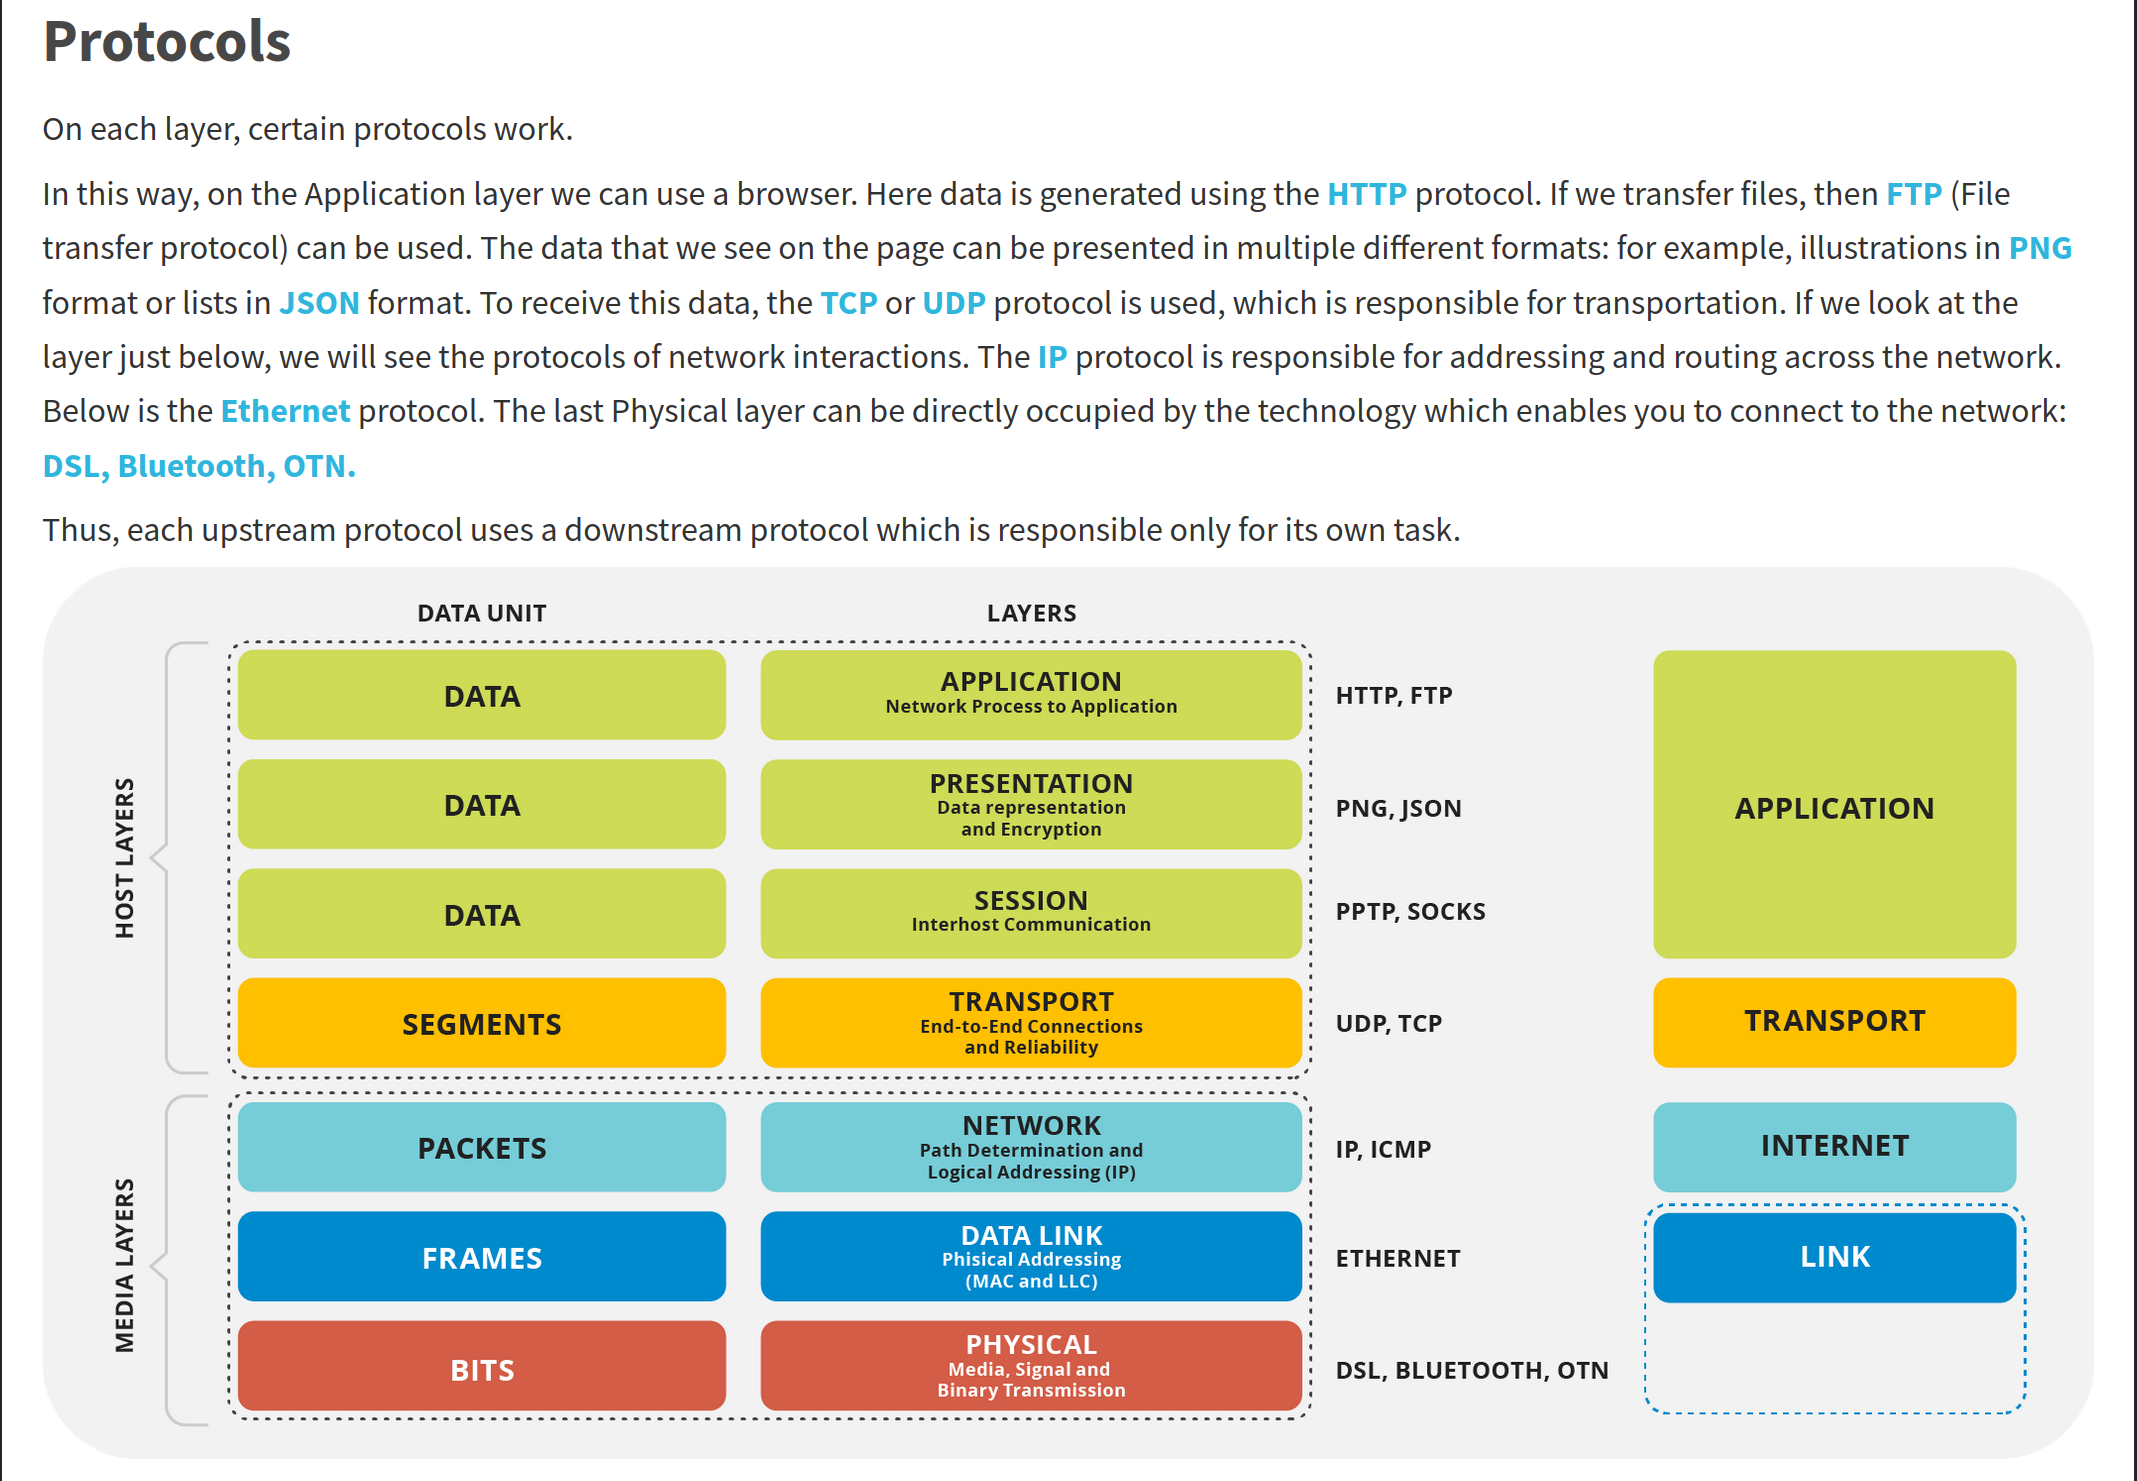 Protocols
On each layer, certain protocols work.
In this way, on the Application layer we can use a browser. Here data is generated using the HTTP protocol. If we transfer files, then FTP (File
transfer protocol) can be used. The data that we see on the page can be presented in multiple different formats: for example, illustrations in PNG
format or lists in JSON format. To receive this data, the TCP or UDP protocol is used, which is responsible for transportation. If we look at the
layer just below, we will see the protocols of network interactions. The IP protocol is responsible for addressing and routing across the network.
Below is the Ethernet protocol. The last Physical layer can be directly occupied by the technology which enables you to connect to the network:
DSL, Bluetooth, OTN.
Thus, each upstream protocol uses a downstream protocol which is responsible only for its own task.
DATA UNIT
LAYERS
HOST LAYERS
DATA
APPLICATION
Network Process to Application
HTTP, FTP
DATA
PRESENTATION
Data representation
and Encryption
PNG, JSON
APPLICATION
DATA
SESSION
Interhost Communication
PPTP, SOCKS
SEGMENTS
TRANSPORT
End-to-End Connections
and Reliability
UDP, TCP
TRANSPORT
MEDIA LAYERS
PACKETS
NETWORK
Path Determination and
Logical Addressing (IP)
IP, ICMP
INTERNET
FRAMES
DATA LINK
Phisical Addressing
(MAC and LLC)
ETHERNET
LINK
BITS
PHYSICAL
Media, Signal and
Binary Transmission
DSL, BLUETOOTH, OTN